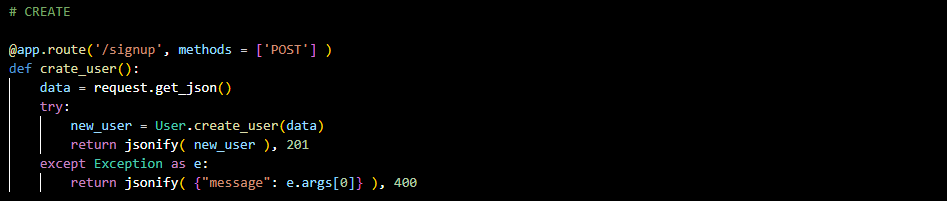 # CREATE
@app.route('/signup', methods = ['POST'] )
def crate_user():
data = request.get_json()
try:
new_user = User.create_user(data)
return jsonify( new_user ), 201
except Exception as e:
return jsonify( {"message": e.args[0]} ), 400